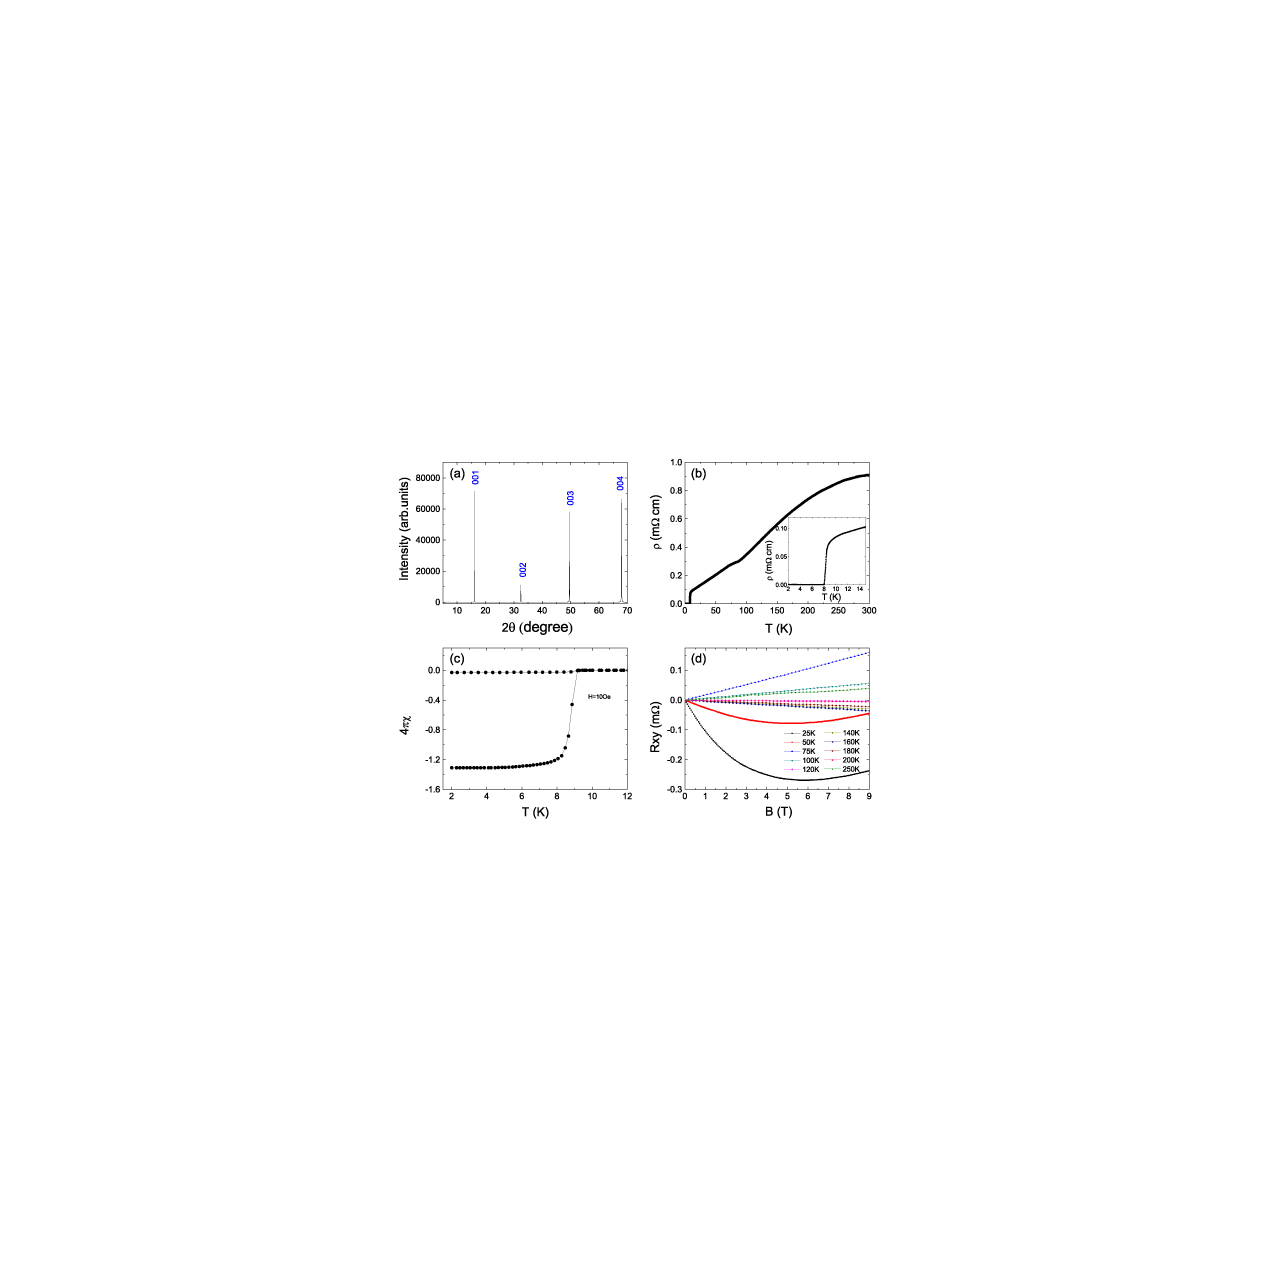 (a)
001
002
003
004
Intensity (arb.units)
80000
60000
40000
20000
0
10 20 30 40 50 60 70
2θ (degree)
(b)
ρ (mΩ cm)
1.0
0.8
0.6
0.4
0.2
0.0
0 50 100 150 200 250 300
T (K)
ρ (mΩ cm)
0.10
0.05
0.00
2 4 6 8 10 12 14
T (K)
(c)
4πχ
0.0
-0.4
-0.8
-1.2
-1.6
H=10Oe
2 4 6 8 10 12
T (K)
(d)
Rxy (mΩ)
0.1
0.0
-0.1
-0.2
-0.3
25K 140K
50K 160K
75K 180K
100K 200K
120K 250K
0 1 2 3 4 5 6 7 8 9
B (T)